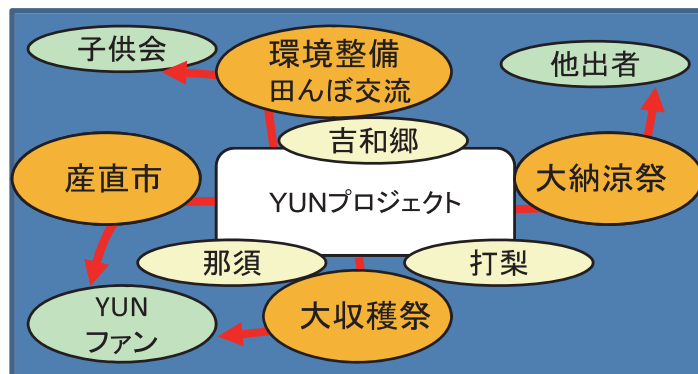 子供会
環境整備
田んぼ交流
他出者
吉和郷
産直市
YUNプロジェクト
大納涼祭
那須
打梨
YUN
ファン
大収穫祭